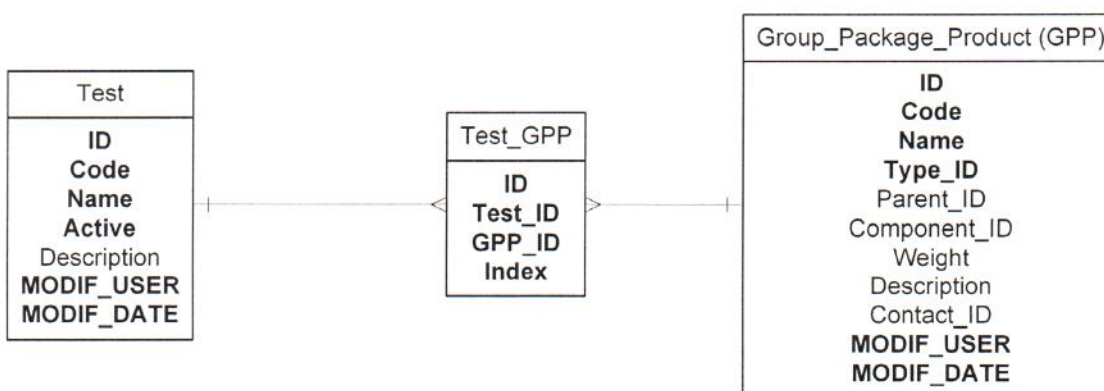 Test
ID
Code
Name
Active
Description
MODIF_USER
MODIF_DATE
Test_GPP
ID
Test_ID
GPP_ID
Index
Group_Package_Product (GPP)
ID
Code
Name
Type_ID
Parent_ID
Component_ID
Weight
Description
Contact_ID
MODIF_USER
MODIF_DATE